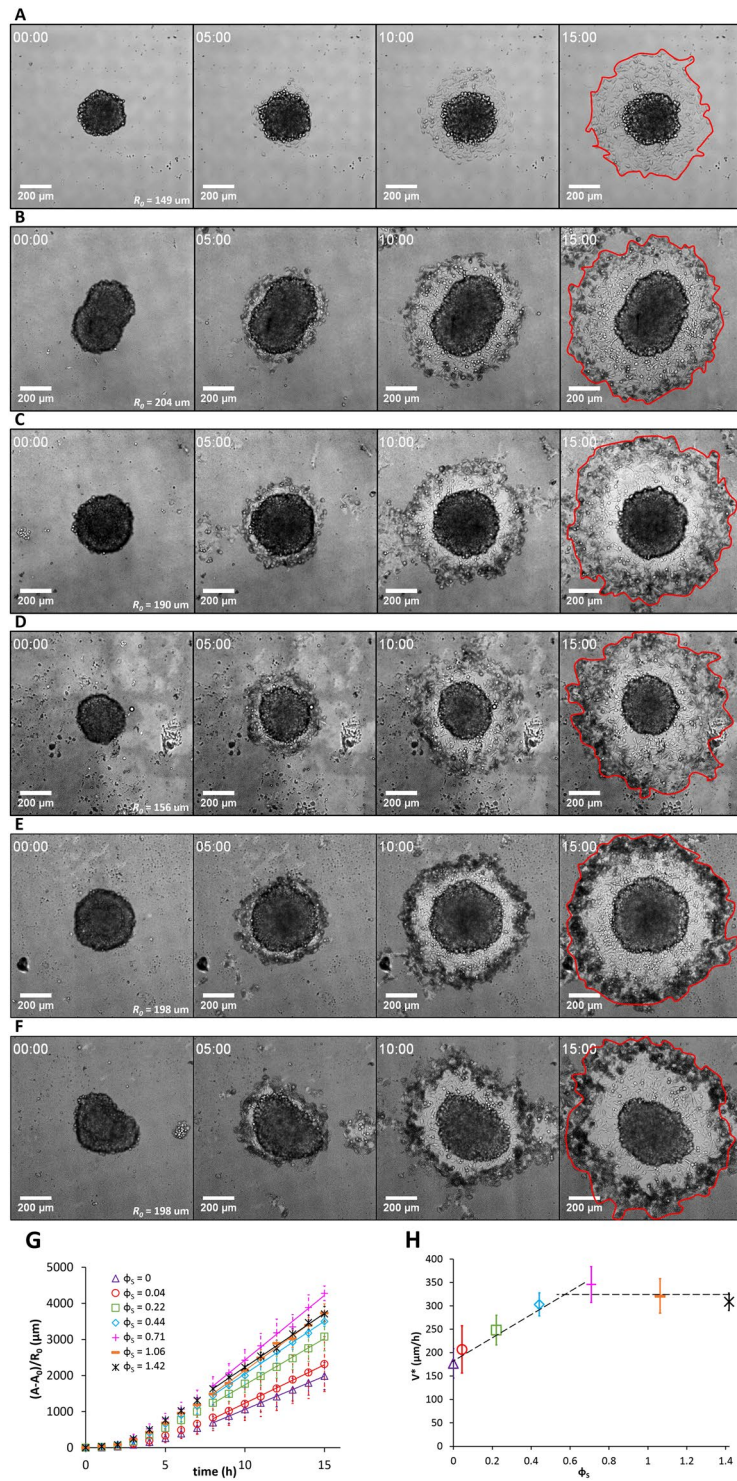 A
00:00 05:00 10:00 15:00
200 µm R₀ = 149 um 200 µm 200 µm 200 µm
B
00:00 05:00 10:00 15:00
200 µm R₀ = 204 um 200 µm 200 µm 200 µm
C
00:00 05:00 10:00 15:00
200 µm R₀ = 190 um 200 µm 200 µm 200 µm
D
00:00 05:00 10:00 15:00
200 µm R₀ = 156 um 200 µm 200 µm 200 µm
E
00:00 05:00 10:00 15:00
200 µm R₀ = 198 um 200 µm 200 µm 200 µm
F
00:00 05:00 10:00 15:00
200 µm R₀ = 198 um 200 µm 200 µm 200 µm
G
(A-A₀)/R₀ (µm)
5000
4000
3000
2000
1000
0
ϕₛ = 0
ϕₛ = 0.04
ϕₛ = 0.22
ϕₛ = 0.44
ϕₛ = 0.71
ϕₛ = 1.06
ϕₛ = 1.42
0 5 10 15
time (h)
H
V* (µm/h)
400
350
300
250
200
150
100
50
0
0 0.2 0.4 0.6 0.8 1 1.2 1.4
ϕₛ